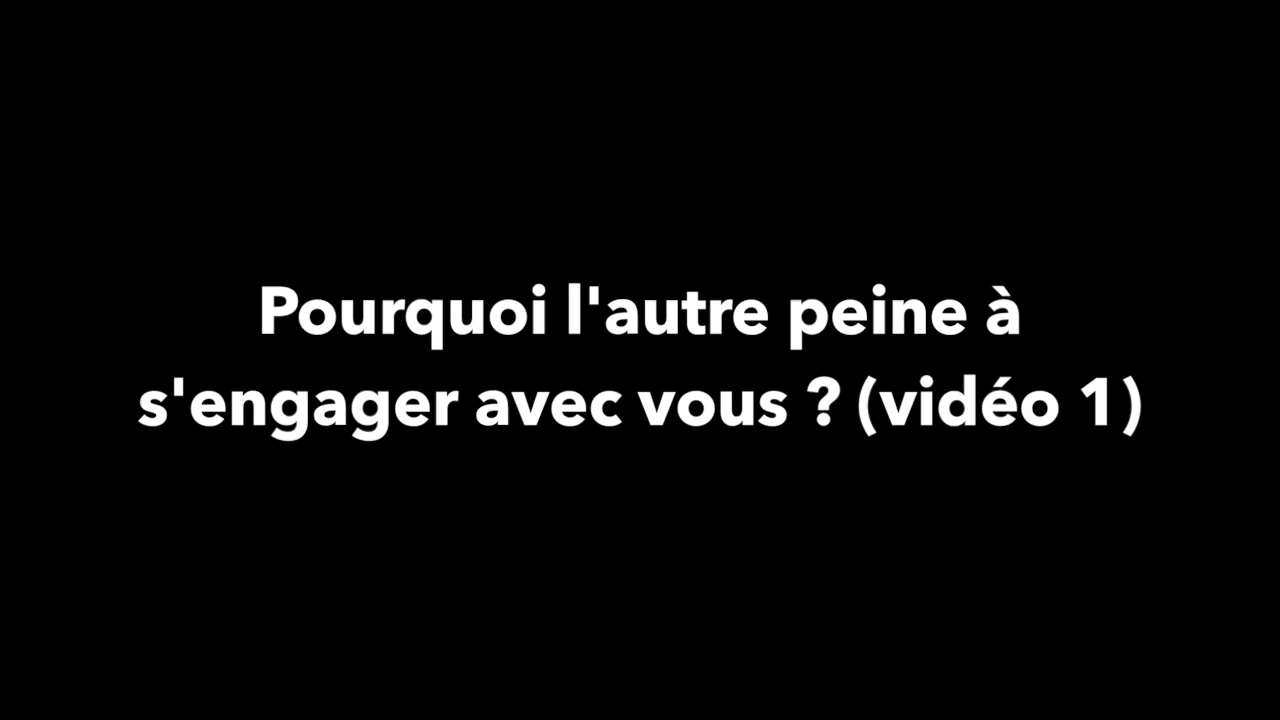 Pourquoi l'autre peine à
s'engager avec vous ? (vidéo 1)